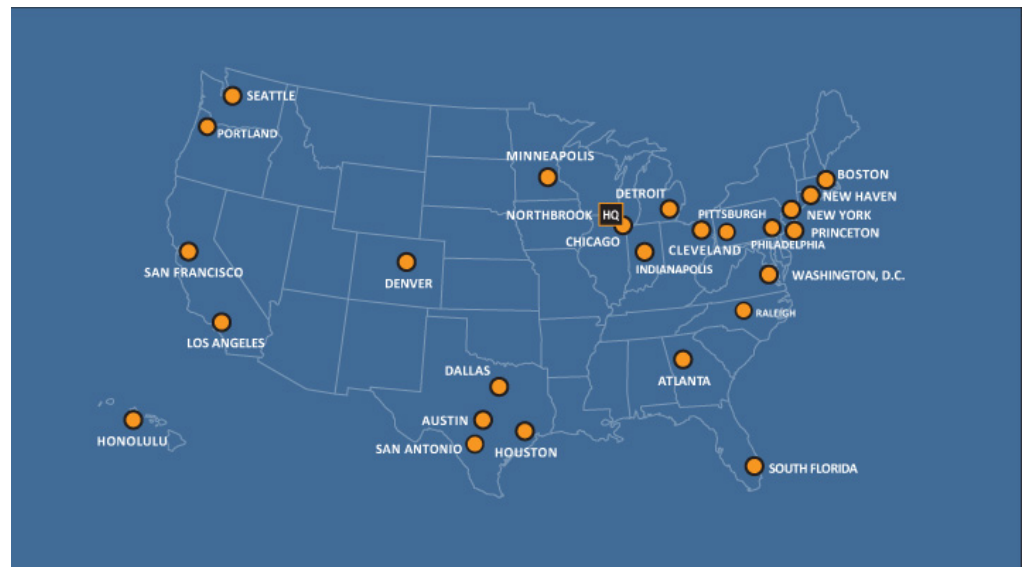 SEATTLE
PORTLAND
MINNEAPOLIS
BOSTON
DETROIT
NEW HAVEN
NORTHBROOK HQ
PITTSBURGH
NEW YORK
PRINCETON
CHICAGO
PHILADELPHIA
CLEVELAND
INDIANAPOLIS
SAN FRANCISCO
WASHINGTON, D.C.
DENVER
RALEIGH
LOS ANGELES
DALLAS
ATLANTA
AUSTIN
HONOLULU
SAN ANTONIO
HOUSTON
SOUTH FLORIDA